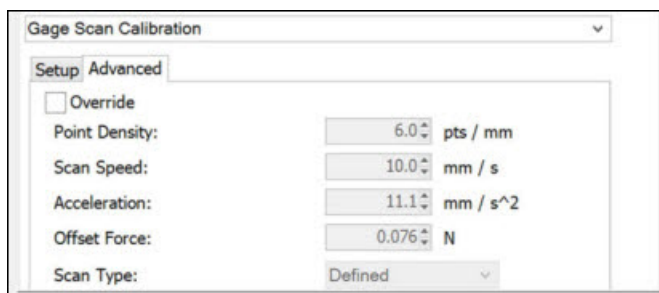 Gage Scan Calibration
Setup Advanced
Override
Point Density: 6.0 pts / mm
Scan Speed: 10.0 mm / s
Acceleration: 11.1 mm / s^2
Offset Force: 0.076 N
Scan Type: Defined